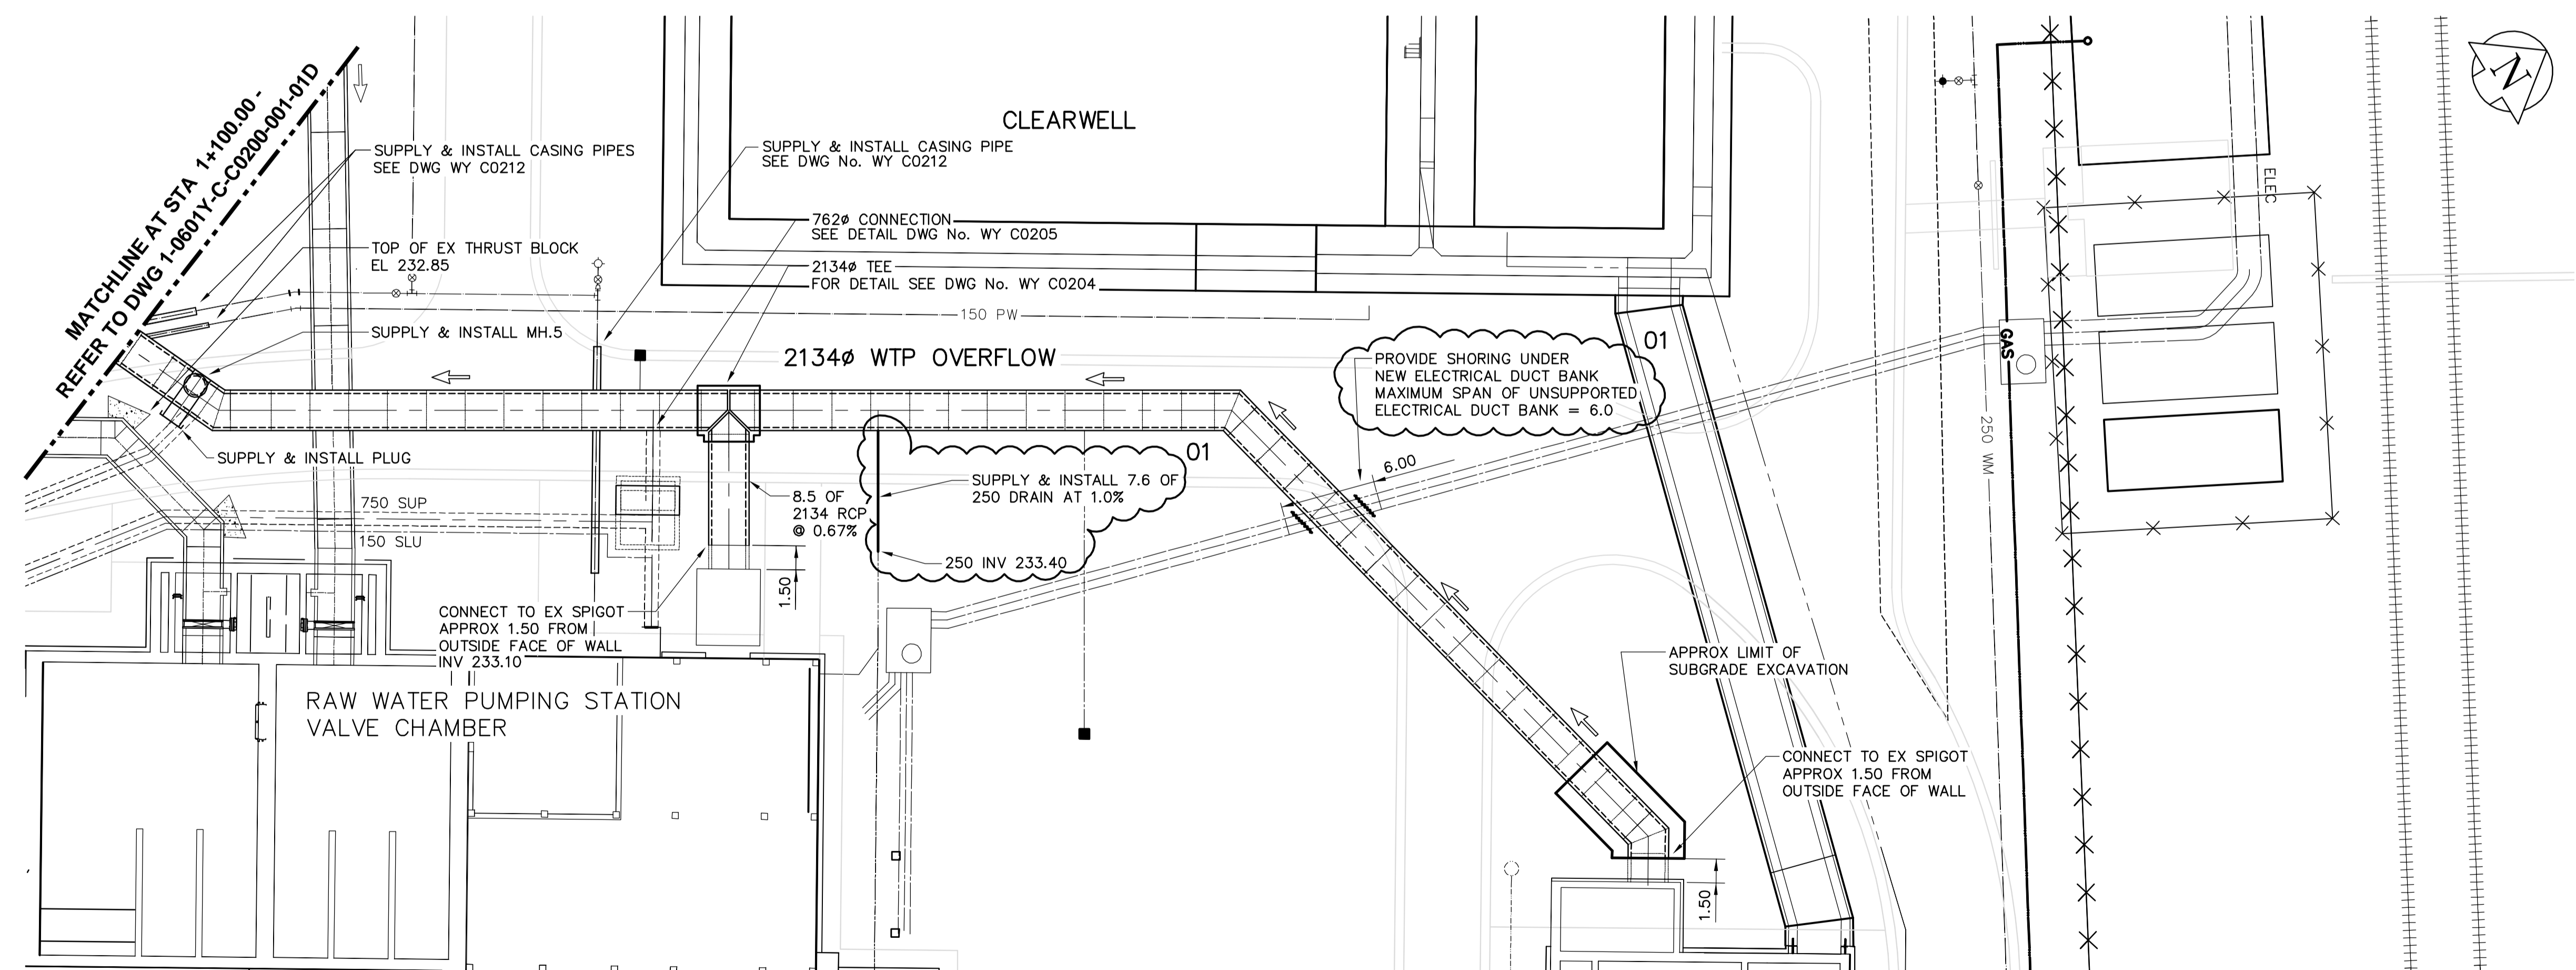 MATCHLINE AT STA 1+100.00 -
REFER TO DWG 1-0601Y-C-C0200-001-01D
SUPPLY & INSTALL CASING PIPES
SEE DWG WY C0212
TOP OF EX THRUST BLOCK
EL 232.85
SUPPLY & INSTALL MH.5
SUPPLY & INSTALL PLUG
750 SUP
150 SLU
SUPPLY & INSTALL CASING PIPE
SEE DWG No. WY C0212
762ø CONNECTION
SEE DETAIL DWG No. WY C0205
2134ø TEE
FOR DETAIL SEE DWG No. WY C0204
CLEARWELL
150 PW
2134ø WTP OVERFLOW
8.5 OF
2134 RCP
@ 0.67%
1.50
CONNECT TO EX SPIGOT
APPROX 1.50 FROM
OUTSIDE FACE OF WALL
INV 233.10
RAW WATER PUMPING STATION
VALVE CHAMBER
01
SUPPLY & INSTALL 7.6 OF
250 DRAIN AT 1.0%
250 INV 233.40
01
PROVIDE SHORING UNDER
NEW ELECTRICAL DUCT BANK
MAXIMUM SPAN OF UNSUPPORTED
ELECTRICAL DUCT BANK = 6.0
6.00
APPROX LIMIT OF
SUBGRADE EXCAVATION
CONNECT TO EX SPIGOT
APPROX 1.50 FROM
OUTSIDE FACE OF WALL
1.50
250 WM
GAS
ELEC
N